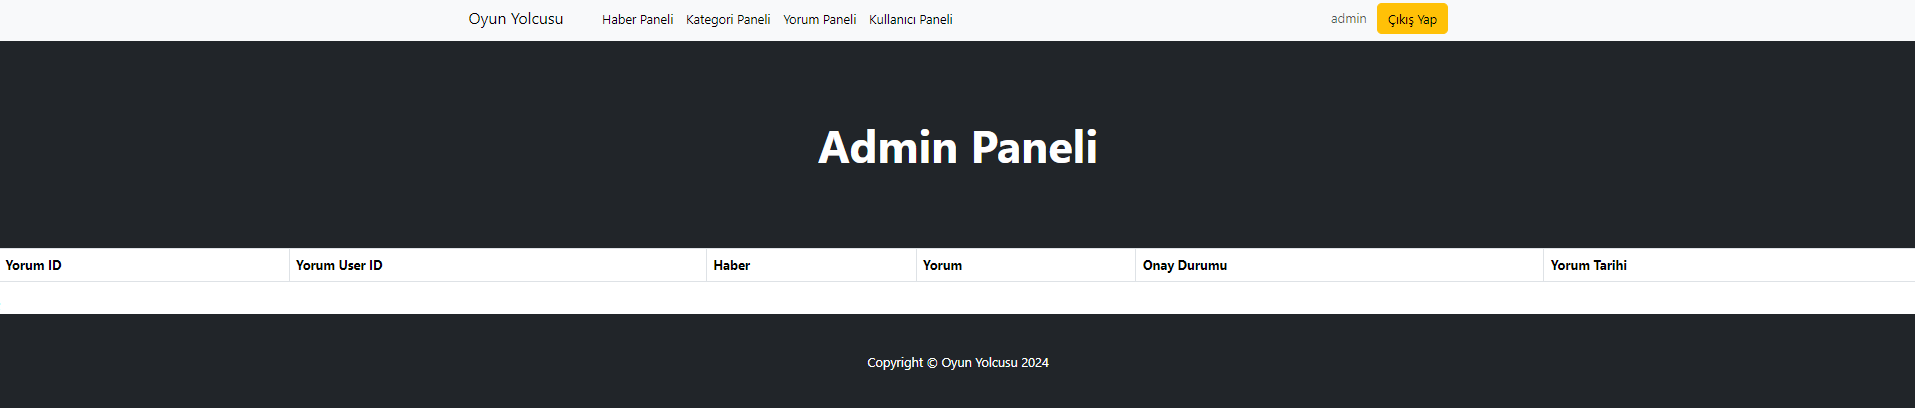 Oyun Yolcusu Haber Paneli Kategori Paneli Yorum Paneli Kullanıcı Paneli admin Çıkış Yap
Admin Paneli
Yorum ID Yorum User ID Haber Yorum Onay Durumu Yorum Tarihi
Copyright © Oyun Yolcusu 2024